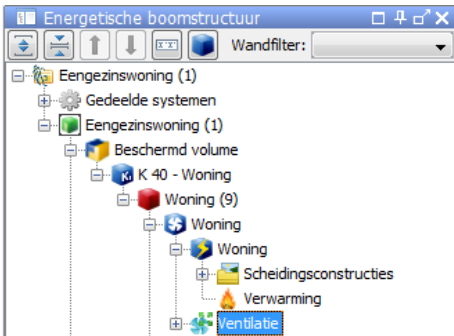 Energetische boomstructuur
Wandfilter:
Eengezinswoning (1)
Gedeelde systemen
Eengezinswoning (1)
Beschermd volume
K 40 - Woning
Woning (9)
Woning
Woning
Scheidingsconstructies
Verwarming
Ventilatie